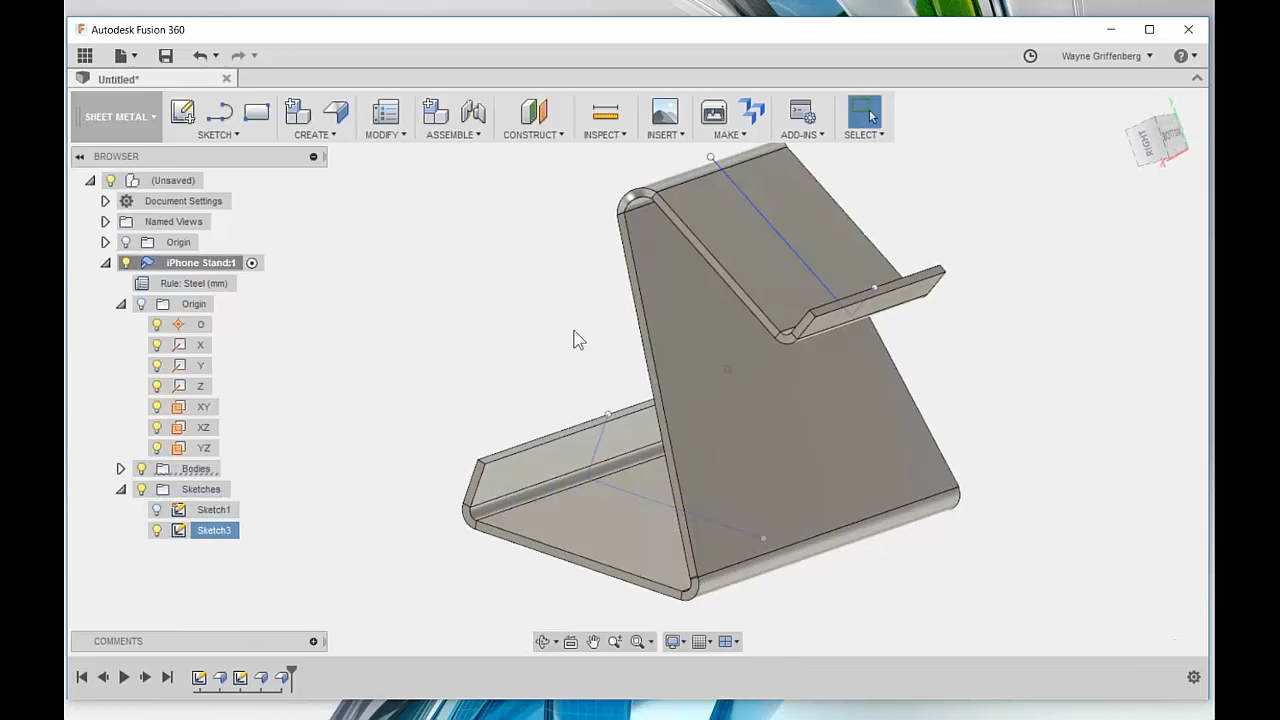 Autodesk Fusion 360
Wayne Griffenberg
Untitled*
SHEET METAL
SKETCH
CREATE
MODIFY
ASSEMBLE
CONSTRUCT
INSPECT
INSERT
MAKE
ADD-INS
SELECT
BROWSER
(Unsaved)
Document Settings
Named Views
Origin
iPhone Stand:1
Rule: Steel (mm)
Origin
O
X
Y
Z
XY
XZ
YZ
Bodies
Sketches
Sketch1
Sketch3
RIGHT
X
COMMENTS